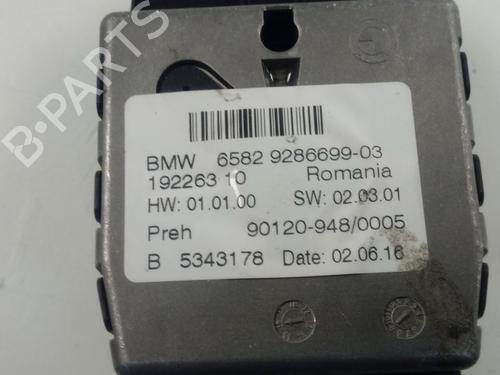 BMW 6582 9286699-03
192263 10 Romania
HW: 01.01.00 SW: 02.03.01
Preh 90120-948/0005
B 5343178 Date: 02.06.16
B-PARTS